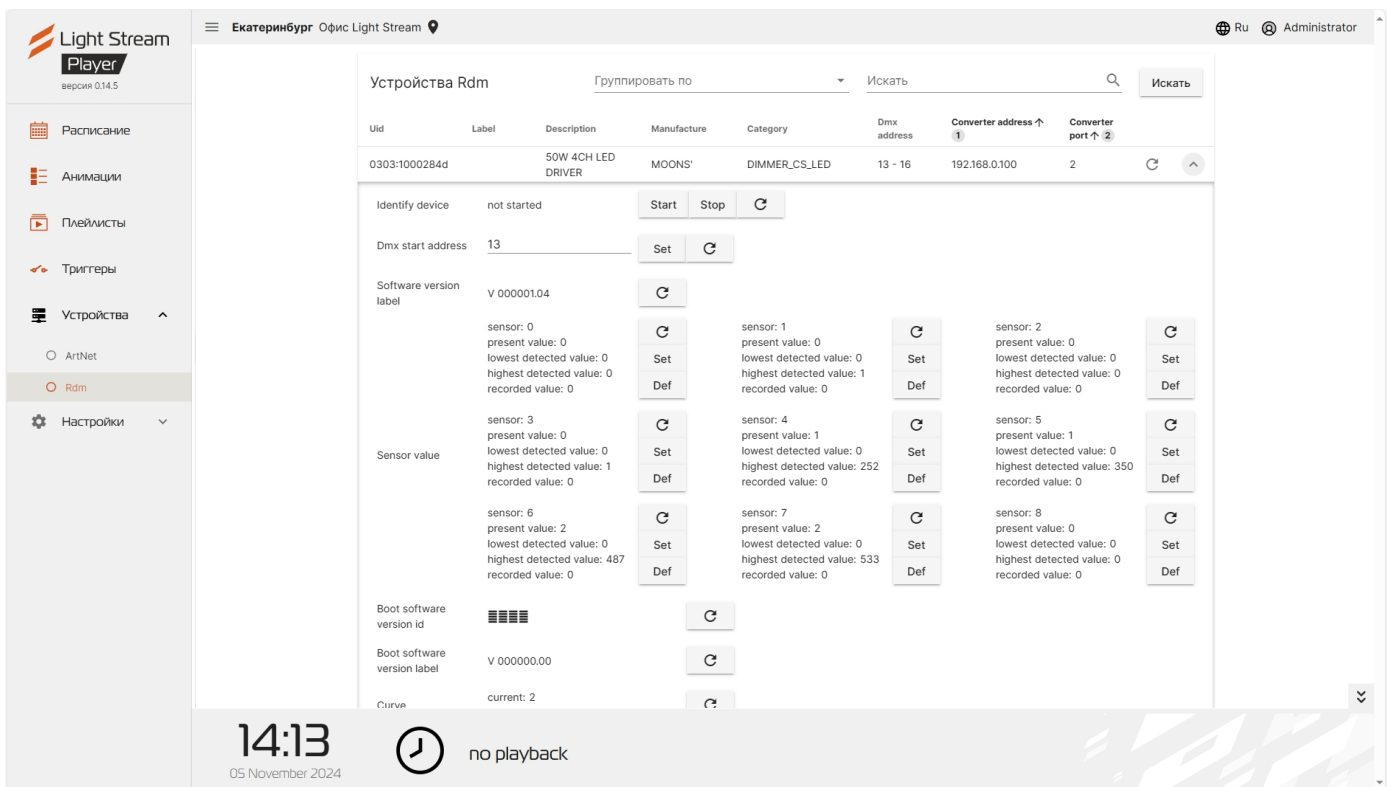 Light Stream
Player
версия 0.14.5
Екатеринбург Офис Light Stream
Ru
Administrator
Расписание
Анимации
Плейлисты
Триггеры
Устройства
ArtNet
Rdm
Настройки
Устройства Rdm
Группировать по
Искать
Искать
Uid
Label
Description
Manufacture
Category
Dmx
address
Converter address
1
Converter
port 2
0303:1000284d
50W 4CH LED
DRIVER
MOONS'
DIMMER_CS_LED
13 - 16
192.168.0.100
2
Identify device
not started
Start
Stop
Dmx start address
13
Set
Software version
label
V 000001.04
Sensor value
sensor: 0
present value: 0
lowest detected value: 0
highest detected value: 0
recorded value: 0
Set
Def
sensor: 1
present value: 0
lowest detected value: 0
highest detected value: 1
recorded value: 0
Set
Def
sensor: 2
present value: 0
lowest detected value: 0
highest detected value: 0
recorded value: 0
Set
Def
sensor: 3
present value: 0
lowest detected value: 0
highest detected value: 1
recorded value: 0
Set
Def
sensor: 4
present value: 1
lowest detected value: 0
highest detected value: 252
recorded value: 0
Set
Def
sensor: 5
present value: 1
lowest detected value: 0
highest detected value: 350
recorded value: 0
Set
Def
sensor: 6
present value: 2
lowest detected value: 0
highest detected value: 487
recorded value: 0
Set
Def
sensor: 7
present value: 2
lowest detected value: 0
highest detected value: 533
recorded value: 0
Set
Def
sensor: 8
present value: 0
lowest detected value: 0
highest detected value: 0
recorded value: 0
Set
Def
Boot software
version id
Boot software
version label
V 000000.00
Curve
current: 2
14:13
05 November 2024
no playback